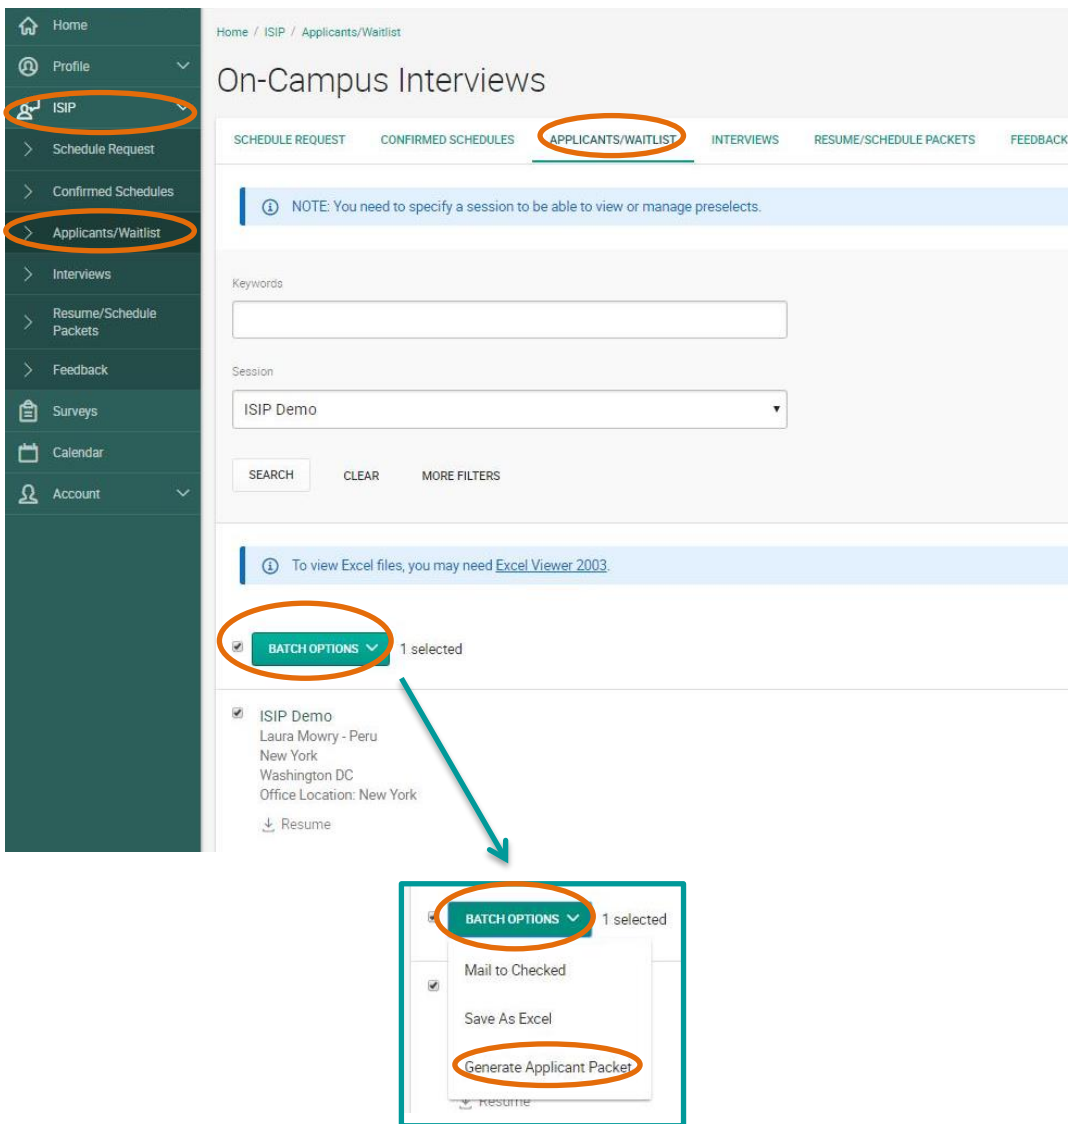 Home
Profile
ISIP
Schedule Request
Confirmed Schedules
Applicants/Waitlist
Interviews
Resume/Schedule
Packets
Feedback
Surveys
Calendar
Account
Home / ISIP / Applicants/Waitlist
On-Campus Interviews
SCHEDULE REQUEST CONFIRMED SCHEDULES APPLICANTS/WAITLIST INTERVIEWS RESUME/SCHEDULE PACKETS FEEDBACK
NOTE: You need to specify a session to be able to view or manage preselects.
Keywords
Session
ISIP Demo
SEARCH CLEAR MORE FILTERS
To view Excel files, you may need Excel Viewer 2003.
BATCH OPTIONS 1 selected
ISIP Demo
Laura Mowry - Peru
New York
Washington DC
Office Location: New York
Resume
BATCH OPTIONS 1 selected
Mail to Checked
Save As Excel
Generate Applicant Packet
Resume